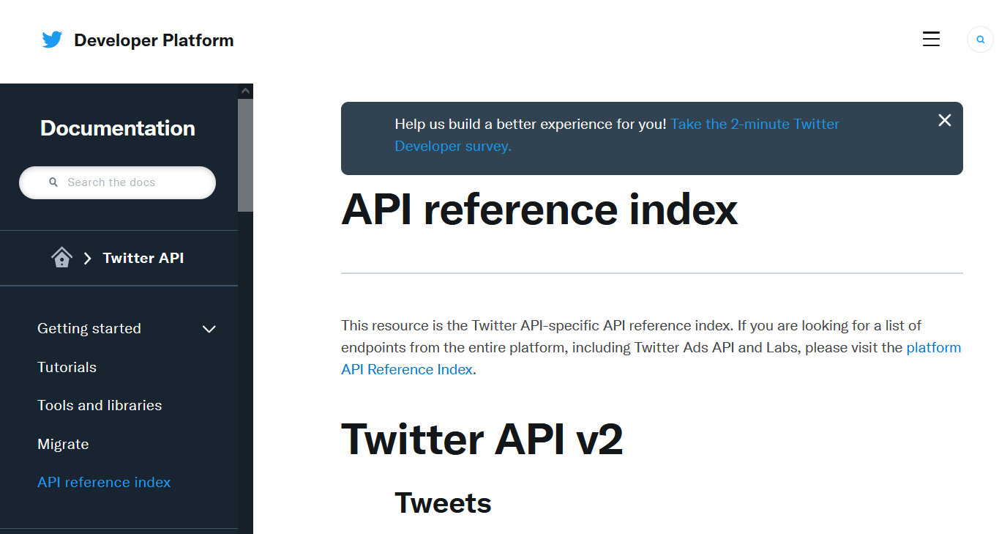 Developer Platform
Documentation
Search the docs
Twitter API
Getting started
Tutorials
Tools and libraries
Migrate
API reference index
Help us build a better experience for you! Take the 2-minute Twitter
Developer survey.
API reference index
This resource is the Twitter API-specific API reference index. If you are looking for a list of
endpoints from the entire platform, including Twitter Ads API and Labs, please visit the platform
API Reference Index.
Twitter API v2
Tweets